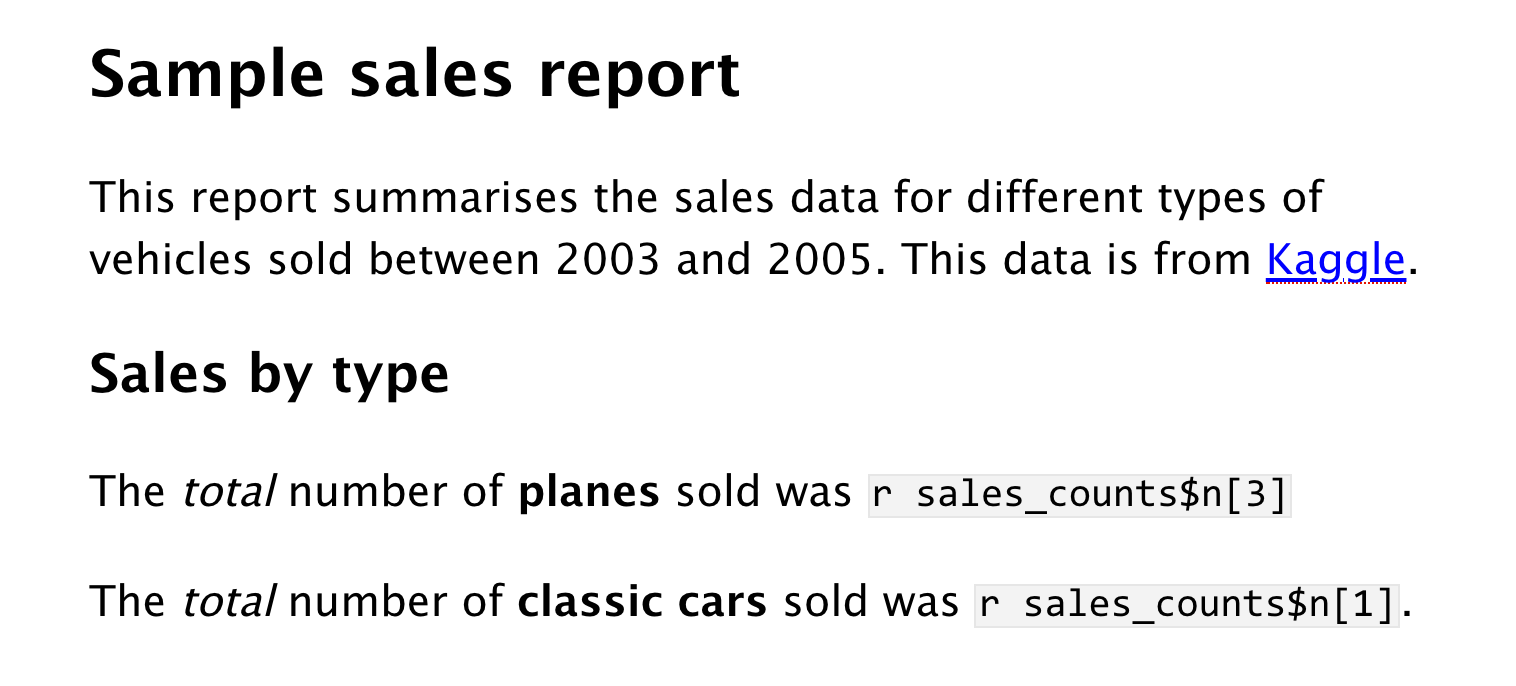 Sample sales report
This report summarises the sales data for different types of
vehicles sold between 2003 and 2005. This data is from Kaggle.
Sales by type
The total number of planes sold was r sales_counts$n[3]
The total number of classic cars sold was r sales_counts$n[1].